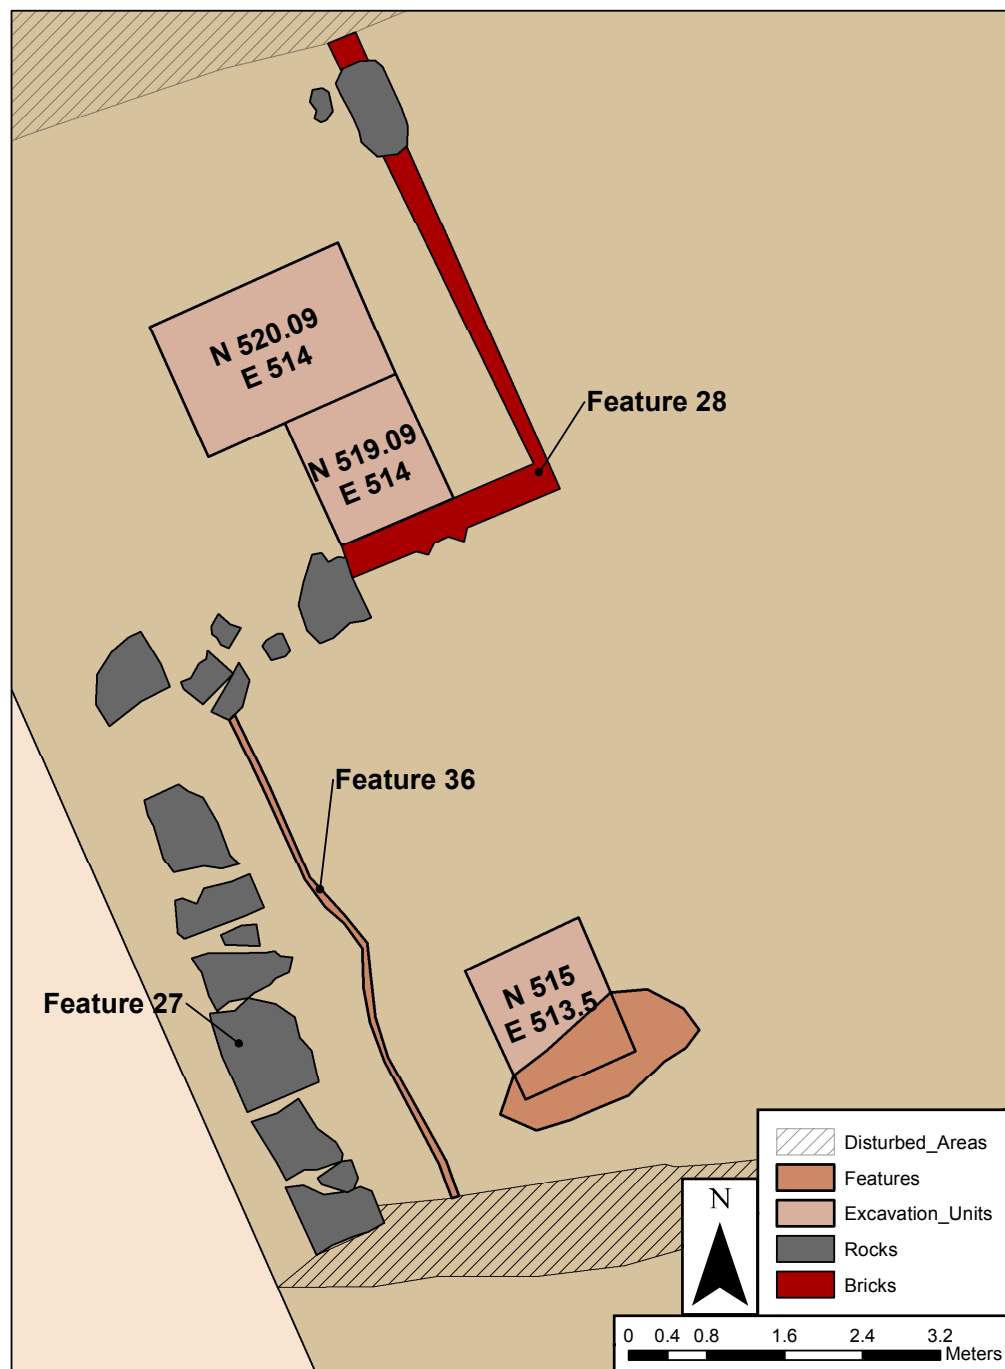 N 520.09
E 514
Feature 28
N 519.09
E 514
Feature 36
N 515
E 513.5
Feature 27
Disturbed_Areas
Features
Excavation_Units
Rocks
Bricks
N
0 0.4 0.8 1.6 2.4 3.2
Meters